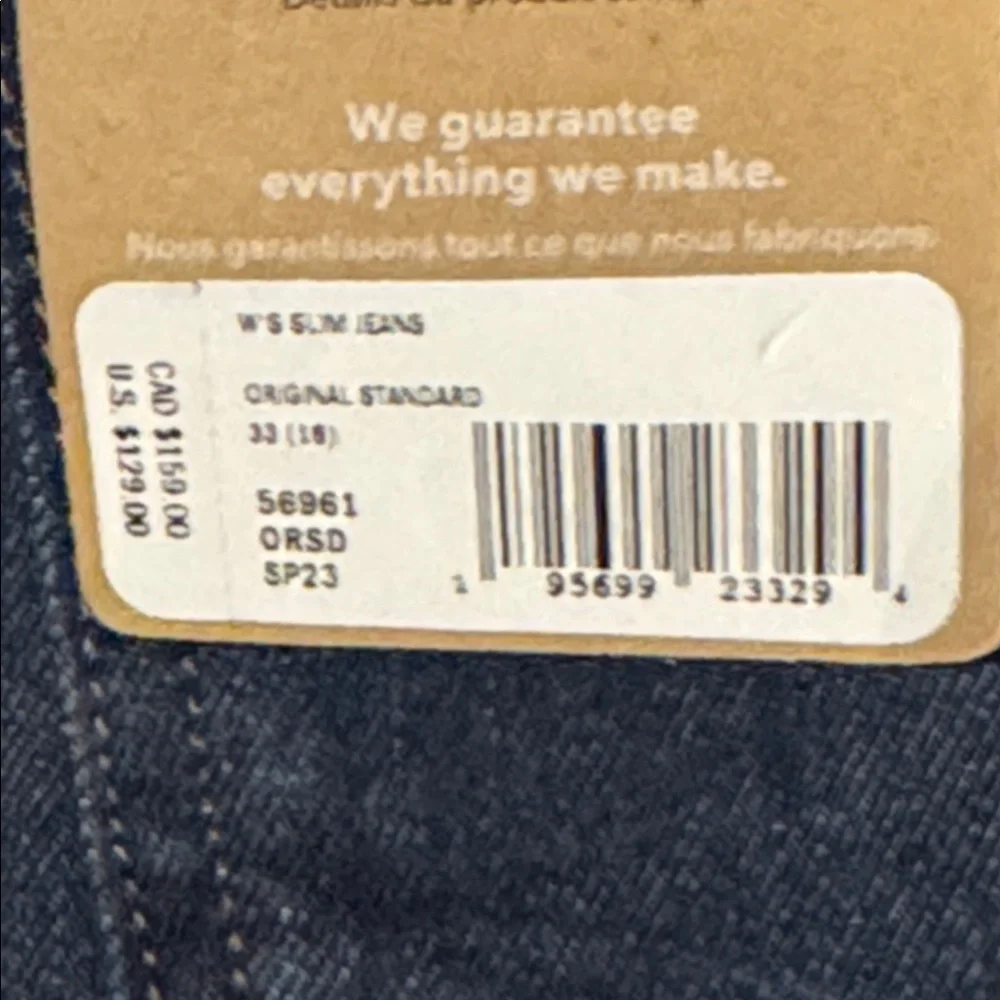 We guarantee
everything we make.
Nous garantissons tout ce que nous fabriquons.
W'S SLIM JEANS
ORIGINAL STANDARD
33 (16)
56961
ORSD
SP23
CAD $159.00
U.S. $129.00
1 95699 23329 4